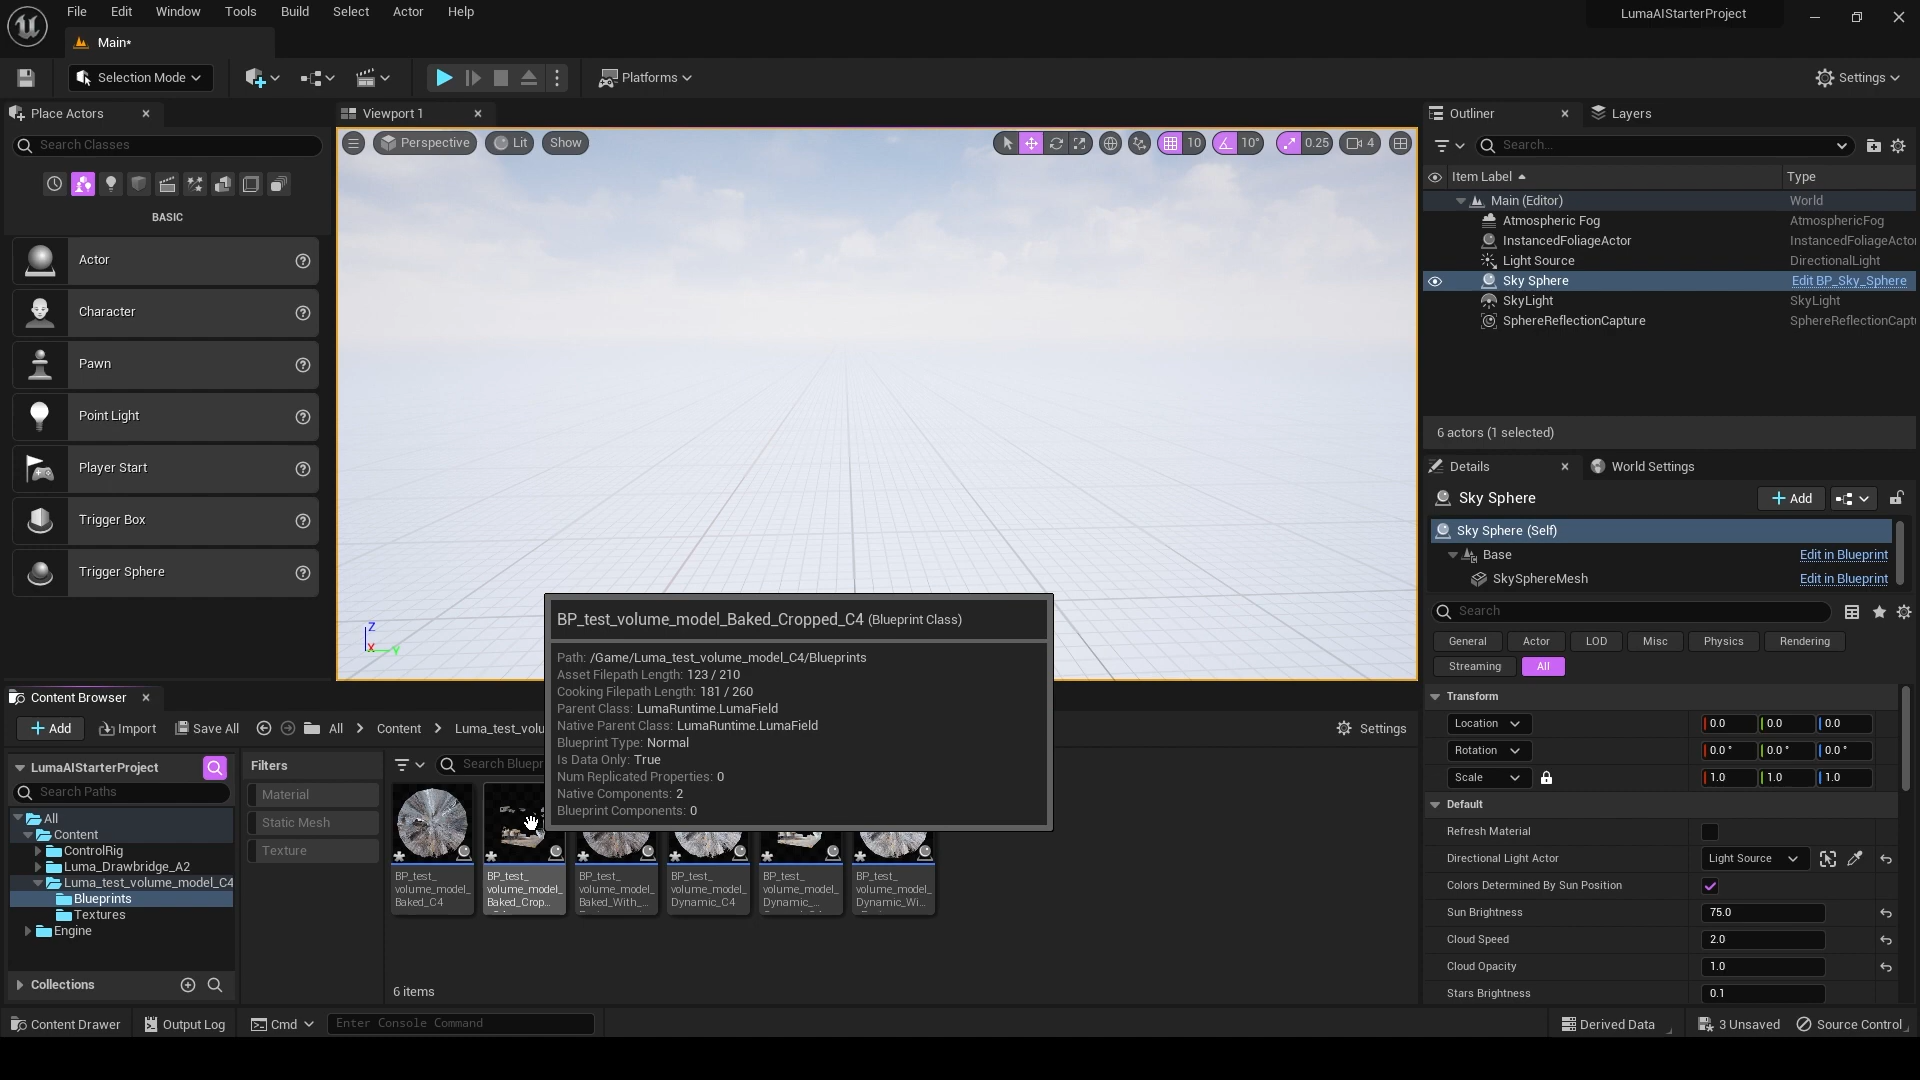 File Edit Window Tools Build Select Actor Help
LumaAIStarterProject
Main*
Selection Mode
Platforms
Settings
Place Actors
Search Classes
BASIC
Actor
Character
Pawn
Point Light
Player Start
Trigger Box
Trigger Sphere
Viewport 1
Perspective Lit Show
10 10° 0.25 4
Z
X Y
Outliner Layers
Search...
Item Label Type
Main (Editor) World
Atmospheric Fog AtmosphericFog
InstancedFoliageActor InstancedFoliageActo
Light Source DirectionalLight
Sky Sphere Edit BP_Sky_Sphere
SkyLight SkyLight
SphereReflectionCapture SphereReflectionCapt
6 actors (1 selected)
Details World Settings
Sky Sphere Add
Sky Sphere (Self)
Base Edit in Blueprint
SkySphereMesh Edit in Blueprint
Search
General Actor LOD Misc Physics Rendering
Streaming All
Transform
Location 0.0 0.0 0.0
Rotation 0.0° 0.0° 0.0°
Scale 1.0 1.0 1.0
Default
Refresh Material
Directional Light Actor Light Source
Colors Determined By Sun Position
Sun Brightness 75.0
Cloud Speed 2.0
Cloud Opacity 1.0
Stars Brightness 0.1
BP_test_volume_model_Baked_Cropped_C4 (Blueprint Class)
Path: /Game/Luma_test_volume_model_C4/Blueprints
Asset Filepath Length: 123 / 210
Cooking Filepath Length: 181 / 260
Parent Class: LumaRuntime.LumaField
Native Parent Class: LumaRuntime.LumaField
Blueprint Type: Normal
Is Data Only: True
Num Replicated Properties: 0
Native Components: 2
Blueprint Components: 0
Content Browser
Add Import Save All All Content Luma_test_volu
Settings
LumaAIStarterProject
Search Paths
All
Content
ControlRig
Luma_Drawbridge_A2
Luma_test_volume_model_C4
Blueprints
Textures
Engine
Collections
Filters
Material
Static Mesh
Texture
Search Bluepr
BP_test_
volume_model_
Baked_C4
BP_test_
volume_model_
Baked_Crop...
BP_test_
volume_model_
Baked_With_
BP_test_
volume_model_
Dynamic_C4
BP_test_
volume_model_
Dynamic_...
BP_test_
volume_model_
Dynamic_Wi...
6 items
Content Drawer Output Log Cmd Enter Console Command
Derived Data 3 Unsaved Source Control